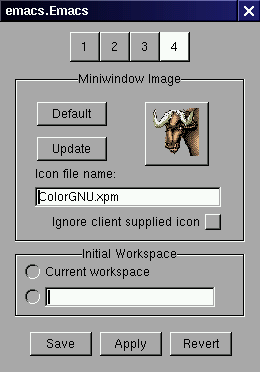 emacs.Emacs
1 2 3 4
Miniwindow Image
Default
Update
Icon file name:
ColorGNU.xpm
Ignore client supplied icon
Initial Workspace
Current workspace
Save Apply Revert